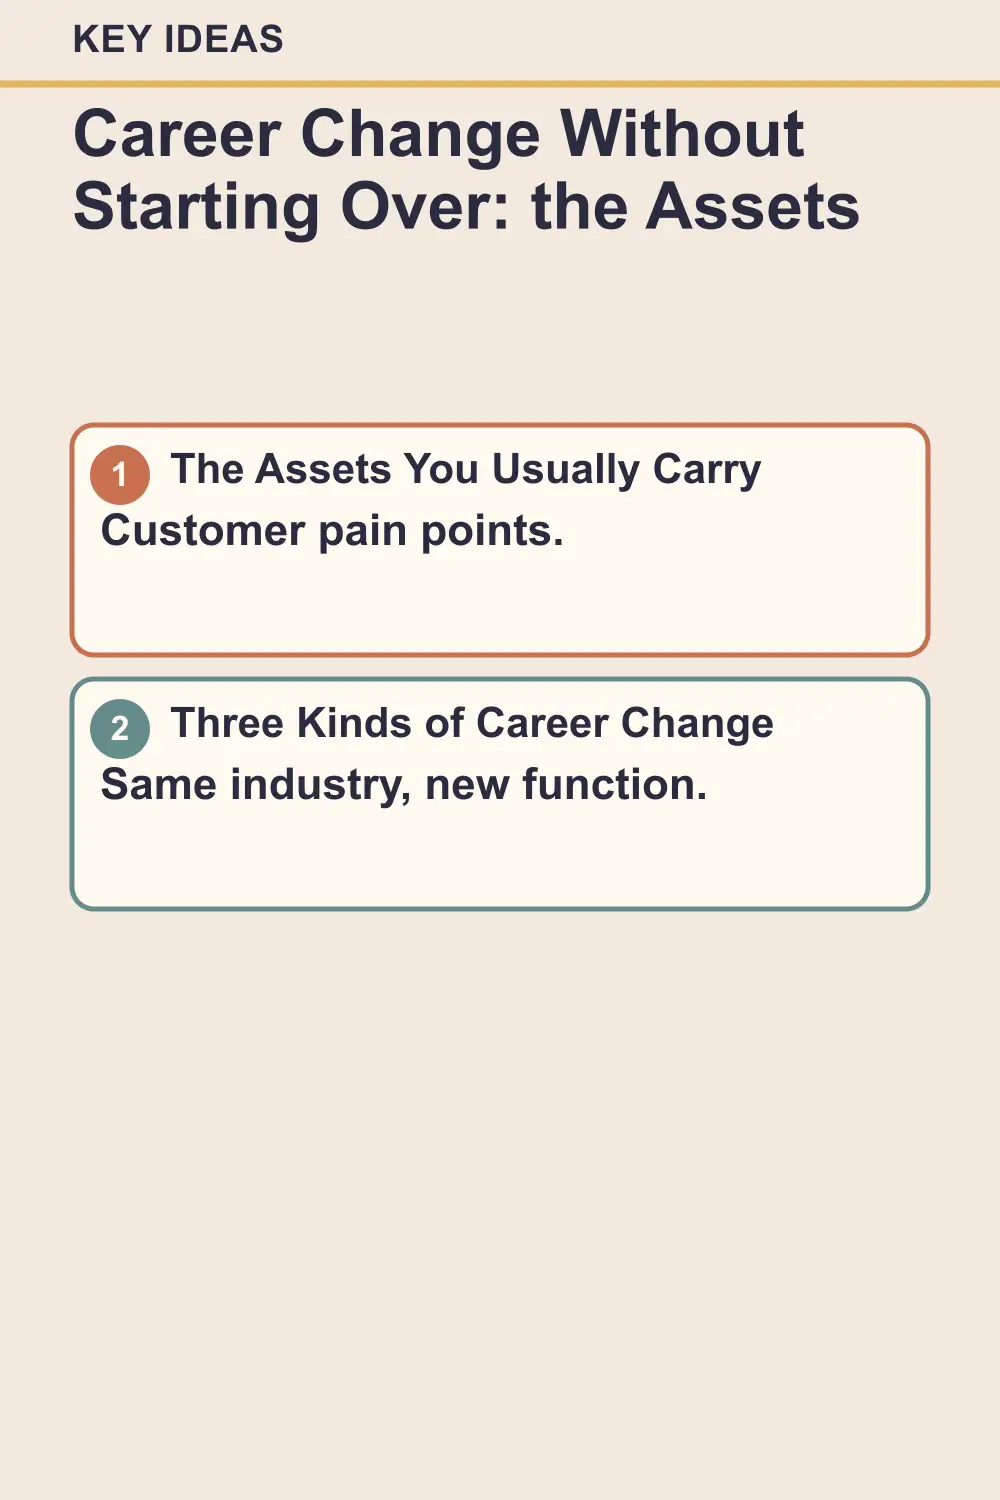 KEY IDEAS
Career Change Without
Starting Over: the Assets
1 The Assets You Usually Carry
Customer pain points.
2 Three Kinds of Career Change
Same industry, new function.